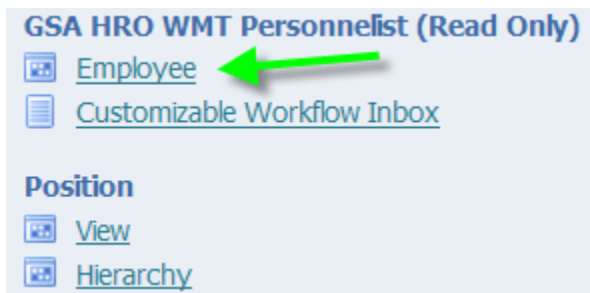 GSA HRO WMT Personnelist (Read Only)
Employee
Customizable Workflow Inbox
Position
View
Hierarchy